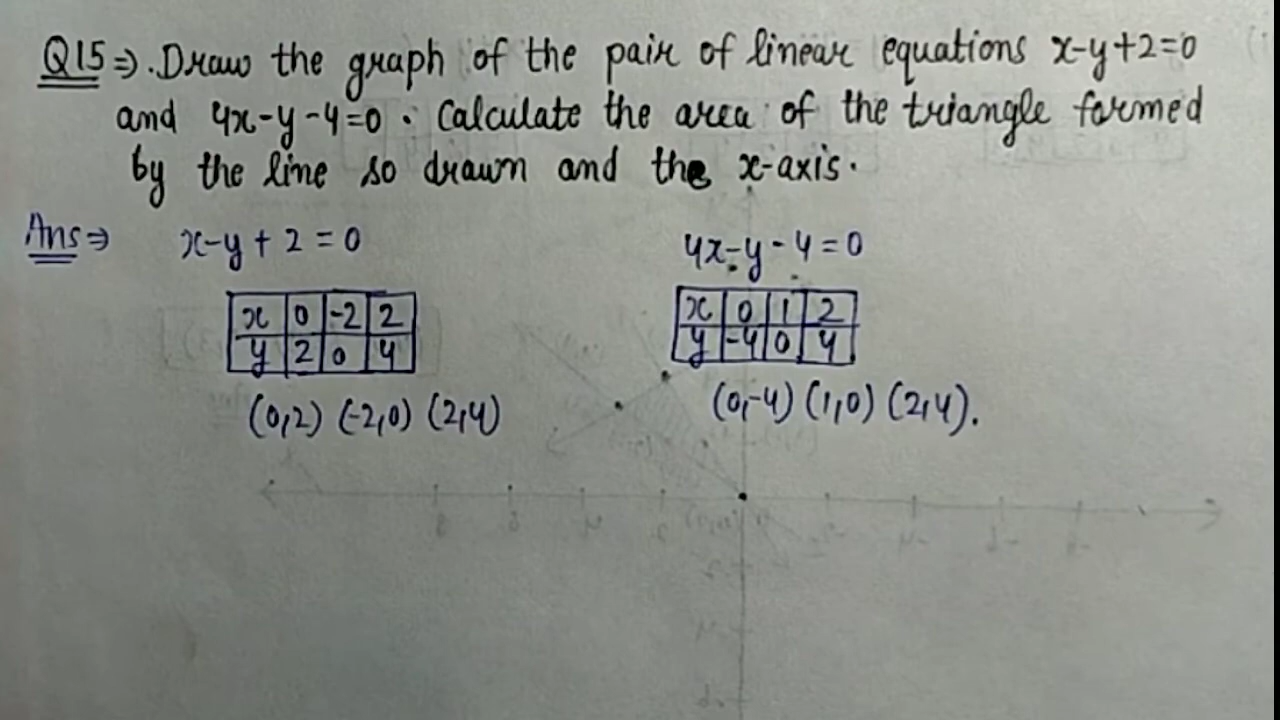 Q15⇒. Draw the graph of the pair of linear equations x-y+2=0
and 4x-y-4=0. Calculate the area of the triangle formed
by the line so drawn and the x-axis.
Ans⇒ x-y+2=0 4x-y-4=0
x 0 -2 2 x 0 1 2
y 2 0 4 y -4 0 4
(0,2) (-2,0) (2,4) (0,-4) (1,0) (2,4).